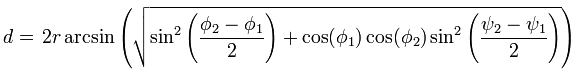 d = 2r arcsin(√(sin²((ϕ₂ − ϕ₁)/2) + cos(ϕ₁) cos(ϕ₂) sin²((ψ₂ − ψ₁)/2)))